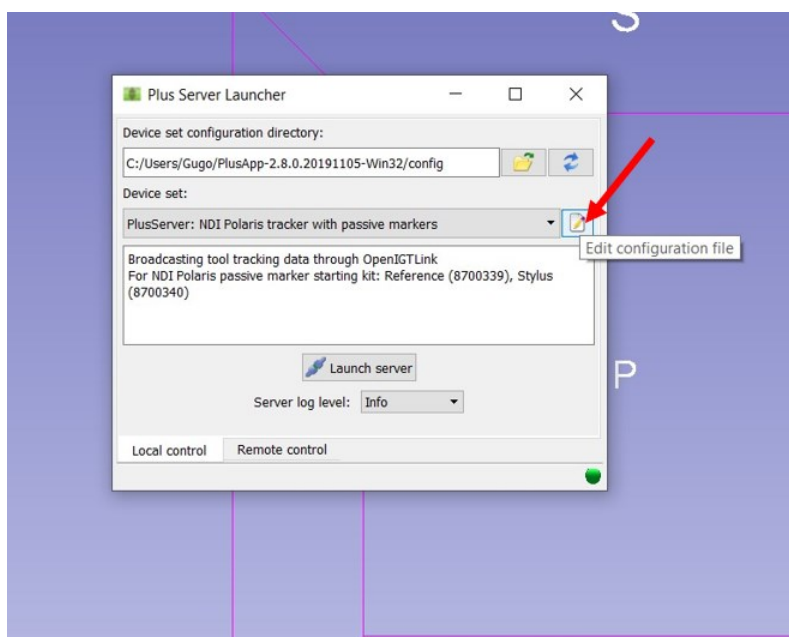 S
Plus Server Launcher
Device set configuration directory:
C:/Users/Gugo/PlusApp-2.8.0.20191105-Win32/config
Device set:
PlusServer: NDI Polaris tracker with passive markers
Edit configuration file
Broadcasting tool tracking data through OpenIGTLink
For NDI Polaris passive marker starting kit: Reference (8700339), Stylus
(8700340)
Launch server
P
Server log level: Info
Local control Remote control